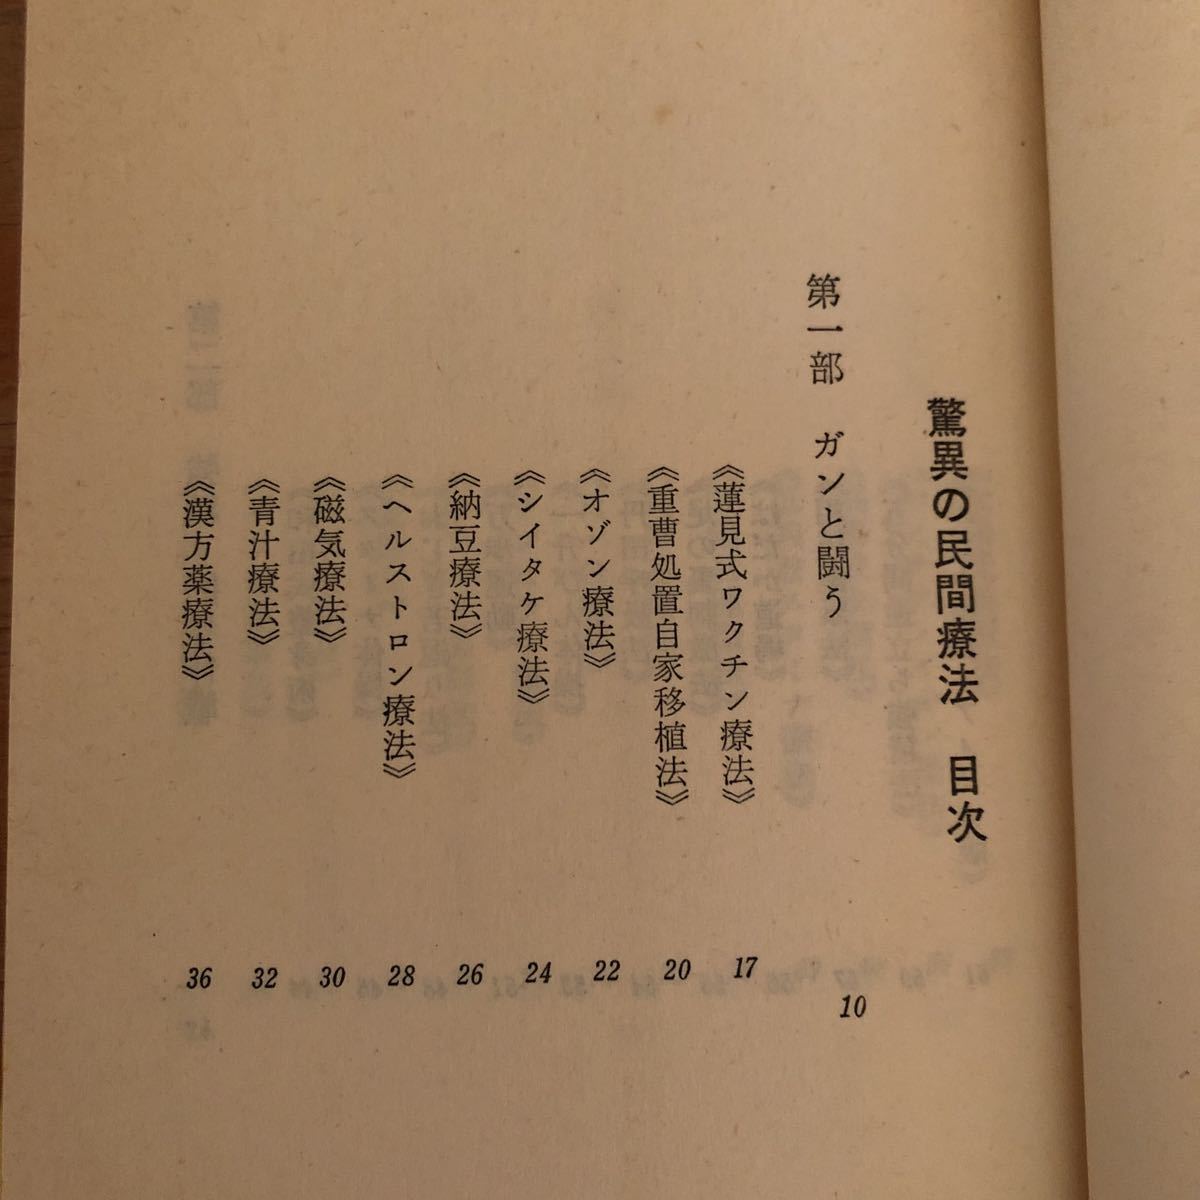 驚異の民間療法　目次
第一部　ガンと闘う 10
《蓮見式ワクチン療法》 17
《重曹処置自家移植法》 20
《オゾン療法》 22
《シイタケ療法》 24
《納豆療法》 26
《ヘルストロン療法》 28
《磁気療法》 30
《青汁療法》 32
《漢方薬療法》 36